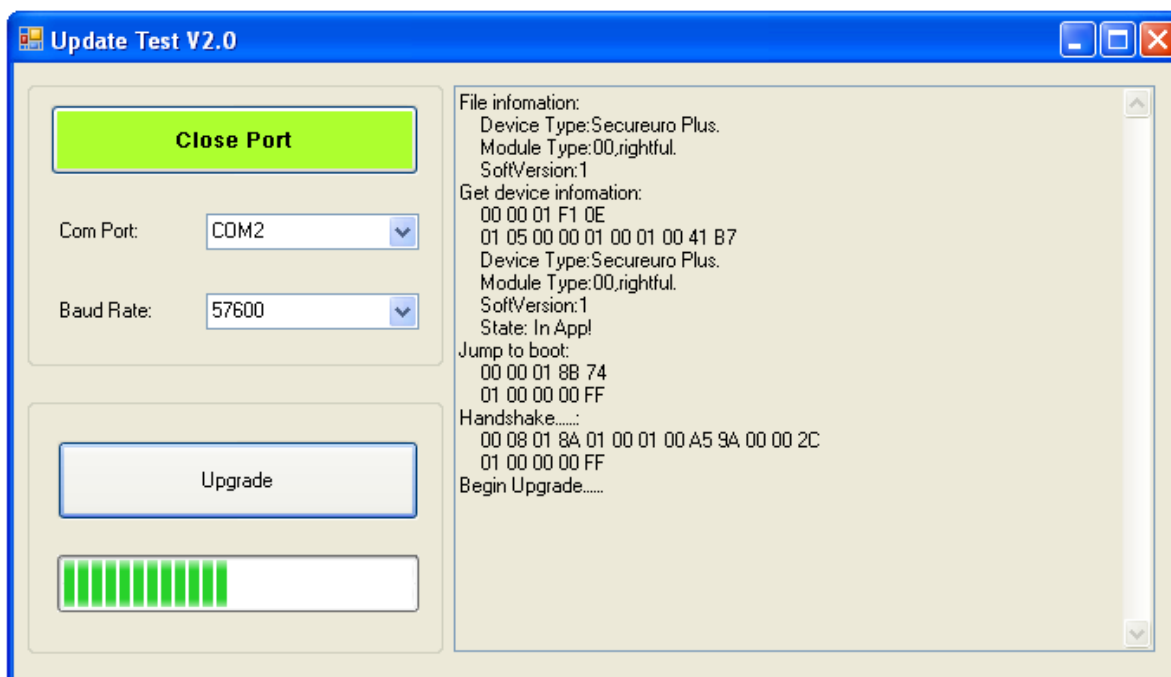 Update Test V2.0
Close Port
Com Port: COM2
Baud Rate: 57600
Upgrade
File infomation:
Device Type:Secureuro Plus.
Module Type:00,rightful.
SoftVersion:1
Get device infomation:
00 00 01 F1 0E
01 05 00 00 01 00 01 00 41 B7
Device Type:Secureuro Plus.
Module Type:00,rightful.
SoftVersion:1
State: In App!
Jump to boot:
00 00 01 8B 74
01 00 00 00 FF
Handshake.....:
00 08 01 8A 01 00 01 00 A5 9A 00 00 2C
01 00 00 00 FF
Begin Upgrade.....